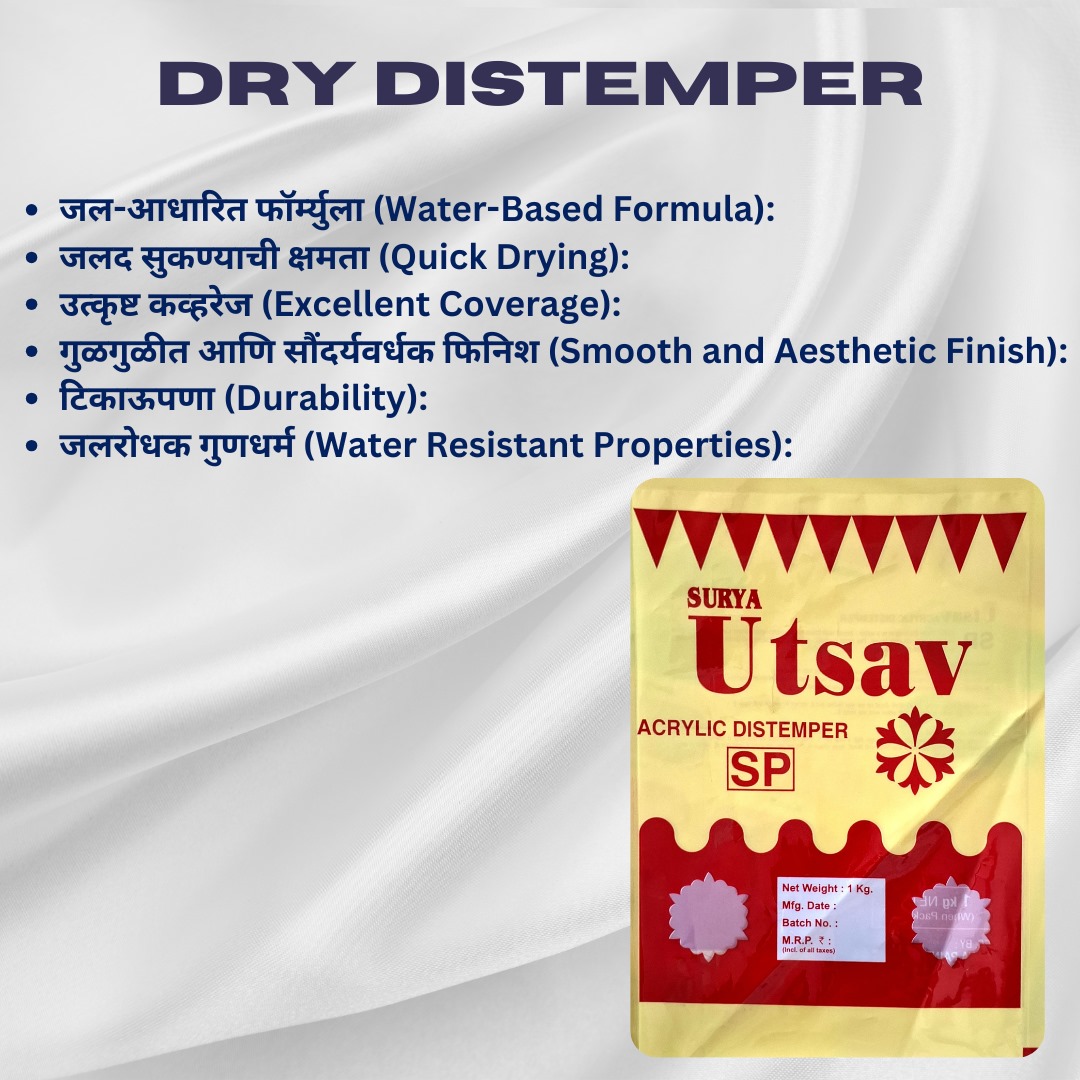 DRY DISTEMPER
• जल-आधारित फॉर्म्युला (Water-Based Formula):
• जलद सुकण्याची क्षमता (Quick Drying):
• उत्कृष्ट कव्हरेज (Excellent Coverage):
• गुळगुळीत आणि सौंदर्यवर्धक फिनिश (Smooth and Aesthetic Finish):
• टिकाऊपणा (Durability):
• जलरोधक गुणधर्म (Water Resistant Properties):
SURYA
Utsav
ACRYLIC DISTEMPER
SP
Net Weight : 1 Kg.
Mfg. Date :
Batch No. :
M.R.P. ₹ :
(Incl. of all taxes)